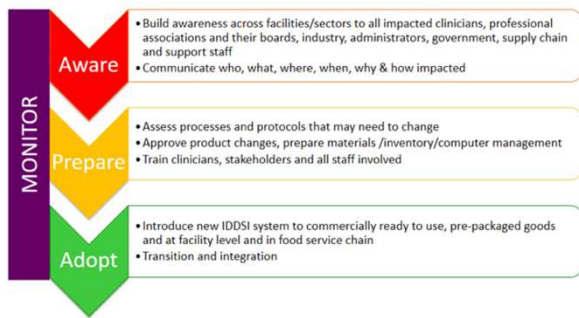 MONITOR
Aware
• Build awareness across facilities/sectors to all impacted clinicians, professional
associations and their boards, industry, administrators, government, supply chain
and support staff
• Communicate who, what, where, when, why & how impacted
Prepare
• Assess processes and protocols that may need to change
• Approve product changes, prepare materials /inventory/computer management
• Train clinicians, stakeholders and all staff involved
Adopt
• Introduce new IDDSI system to commercially ready to use, pre-packaged goods
and at facility level and in food service chain
• Transition and integration